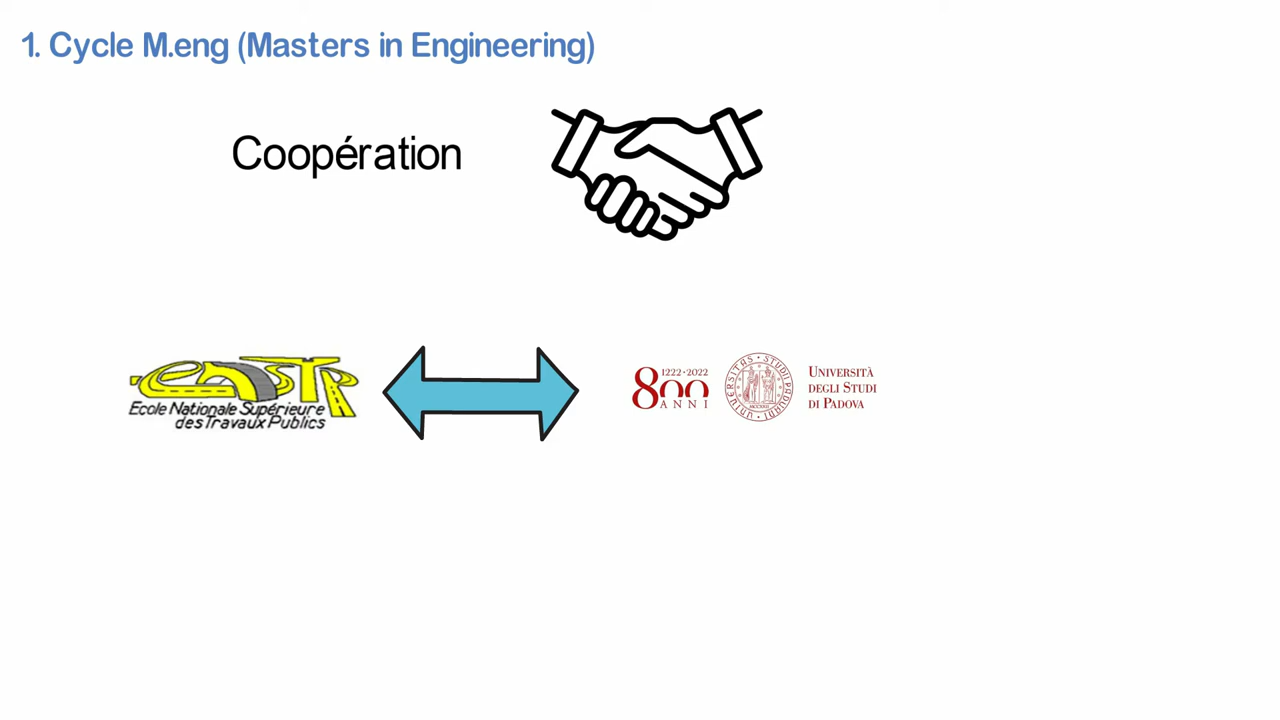 1. Cycle M.eng (Masters in Engineering)
Coopération
enSTP
Ecole Nationale Supérieure
des Travaux Publics
1222·2022
800
ANNI
UNIVERSITÀ
DEGLI STUDI
DI PADOVA